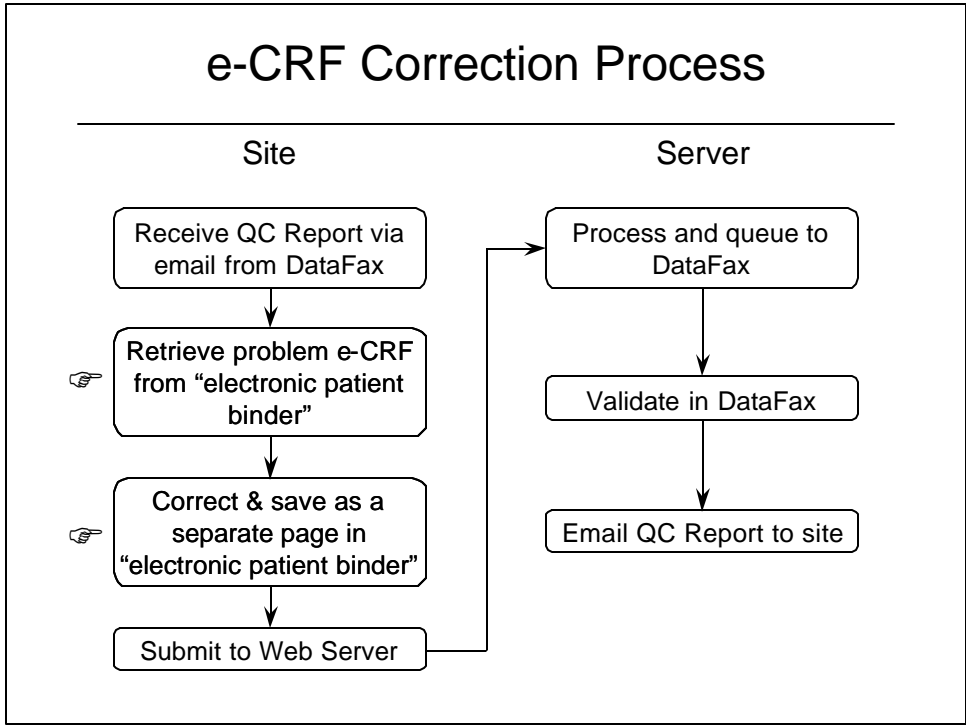 e-CRF Correction Process
Site
Receive QC Report via
email from DataFax
Retrieve problem e-CRF
from “electronic patient
binder”
Correct & save as a
separate page in
“electronic patient binder”
Submit to Web Server
Server
Process and queue to
DataFax
Validate in DataFax
Email QC Report to site